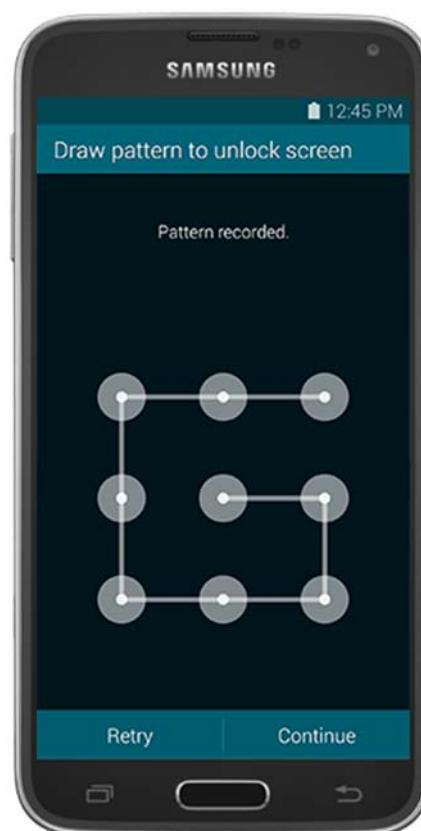 SAMSUNG
12:45 PM
Draw pattern to unlock screen
Pattern recorded.
Retry Continue